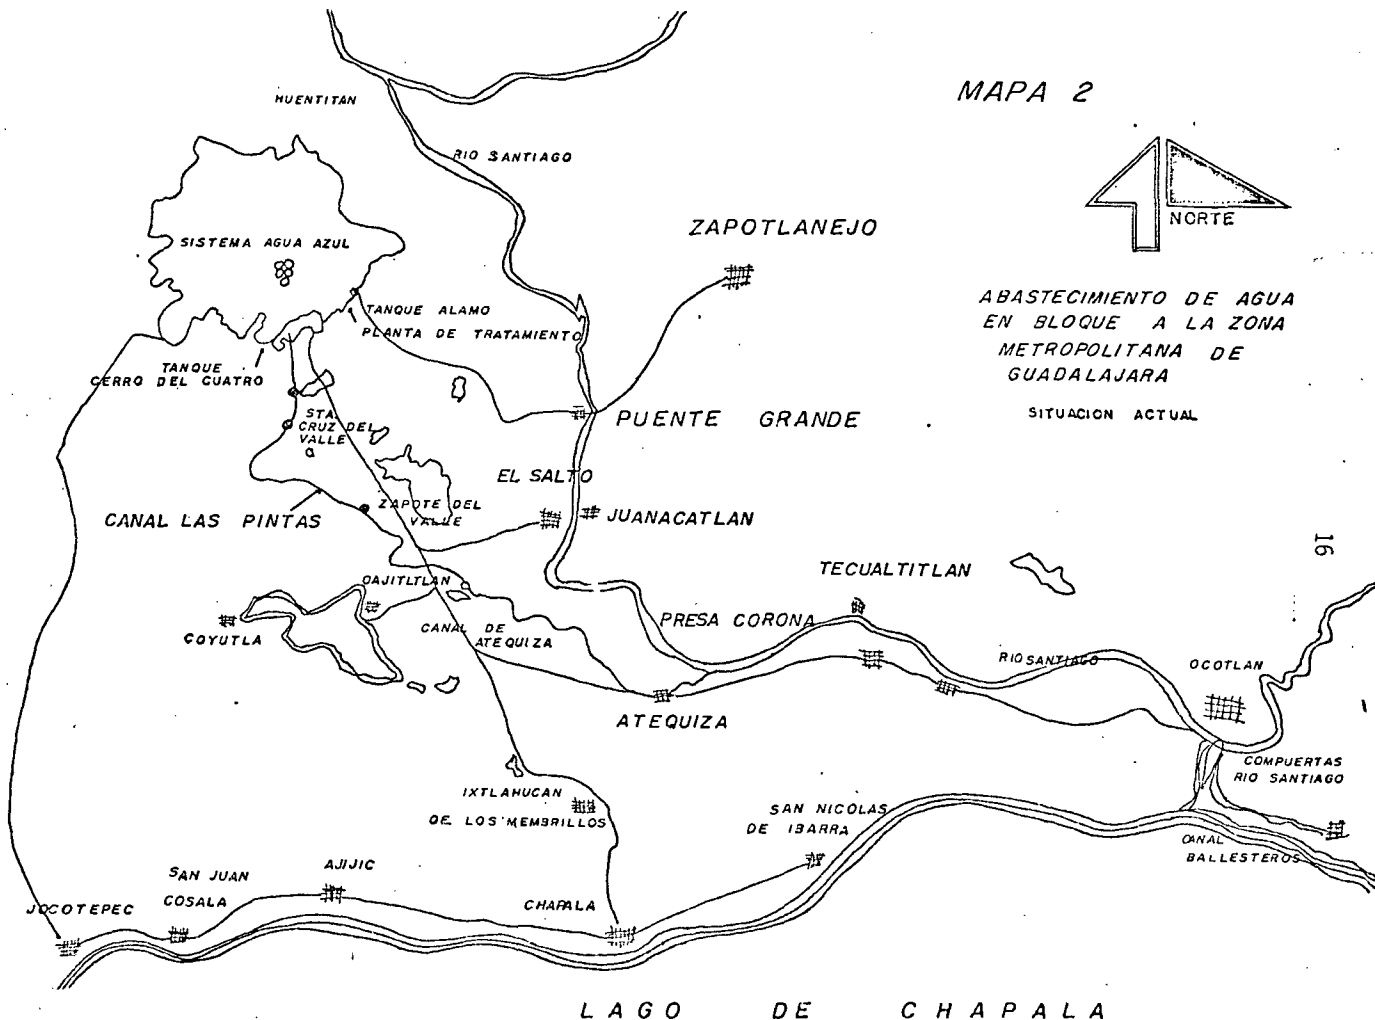 MAPA 2
HUENTITAN
RIO SANTIAGO
NORTE
ZAPOTLANEJO
SISTEMA AGUA AZUL
ABASTECIMIENTO DE AGUA
EN BLOQUE A LA ZONA
METROPOLITANA DE
GUADALAJARA
SITUACION ACTUAL
TANQUE ALAMO
PLANTA DE TRATAMIENTO
TANQUE
CERRO DEL CUATRO
STA.
CRUZ DEL
VALLE
PUENTE GRANDE
EL SALTO
ZAPOTE DEL
VALLE
CANAL LAS PINTAS
JUANACATLAN
16
TECUALTITLAN
CAJITLTLAN
COYUTLA
CANAL DE
ATEQUIZA
PRESA CORONA
RIO SANTIAGO
OCOTLAN
ATEQUIZA
COMPUERTAS
RIO SANTIAGO
IXTLAHUCAN
DE LOS MEMBRILLOS
SAN NICOLAS
DE IBARRA
CANAL
BALLESTEROS
AJIJIC
SAN JUAN
COSALA
JOCOTEPEC
CHAPALA
LAGO DE CHAPALA